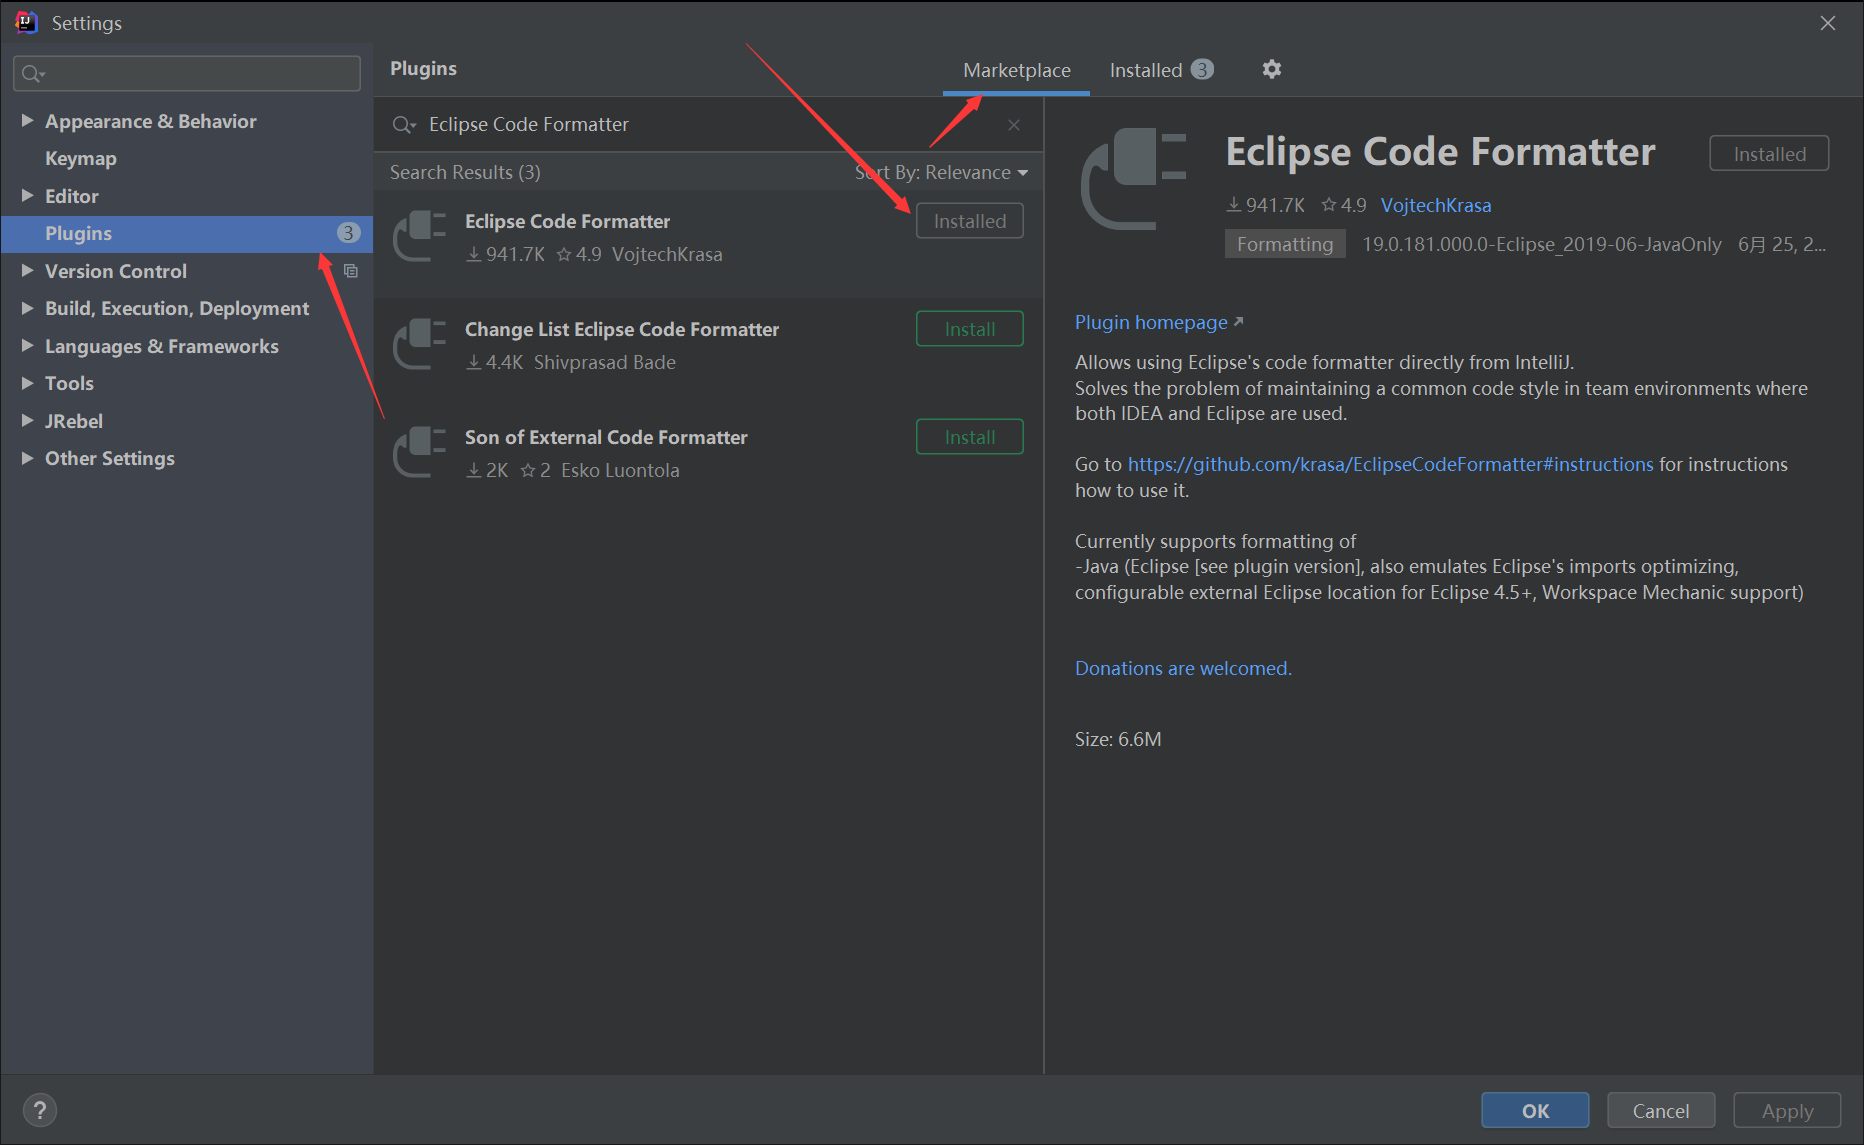 Settings
Appearance & Behavior
Keymap
Editor
Plugins 3
Version Control
Build, Execution, Deployment
Languages & Frameworks
Tools
JRebel
Other Settings
Plugins
Marketplace
Installed 3
Eclipse Code Formatter
Search Results (3)
Sort By: Relevance
Eclipse Code Formatter
Installed
941.7K 4.9 VojtechKrasa
Change List Eclipse Code Formatter
Install
4.4K Shivprasad Bade
Son of External Code Formatter
Install
2K 2 Esko Luontola
Eclipse Code Formatter
Installed
941.7K 4.9 VojtechKrasa
Formatting 19.0.181.000.0-Eclipse_2019-06-JavaOnly 6月 25, 2...
Plugin homepage
Allows using Eclipse's code formatter directly from IntelliJ.
Solves the problem of maintaining a common code style in team environments where
both IDEA and Eclipse are used.
Go to https://github.com/krasa/EclipseCodeFormatter#instructions for instructions
how to use it.
Currently supports formatting of
-Java (Eclipse [see plugin version], also emulates Eclipse's imports optimizing,
configurable external Eclipse location for Eclipse 4.5+, Workspace Mechanic support)
Donations are welcomed.
Size: 6.6M
?
OK
Cancel
Apply